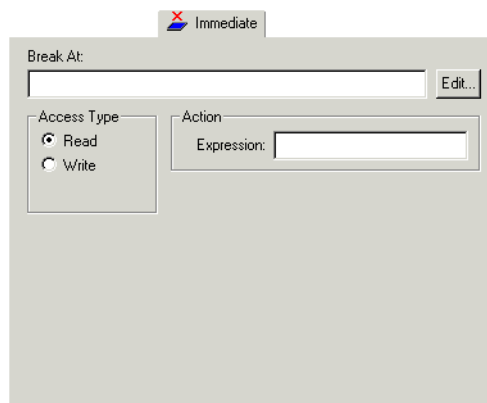 Immediate
Break At:
Edit...
Access Type
Read
Write
Action
Expression: